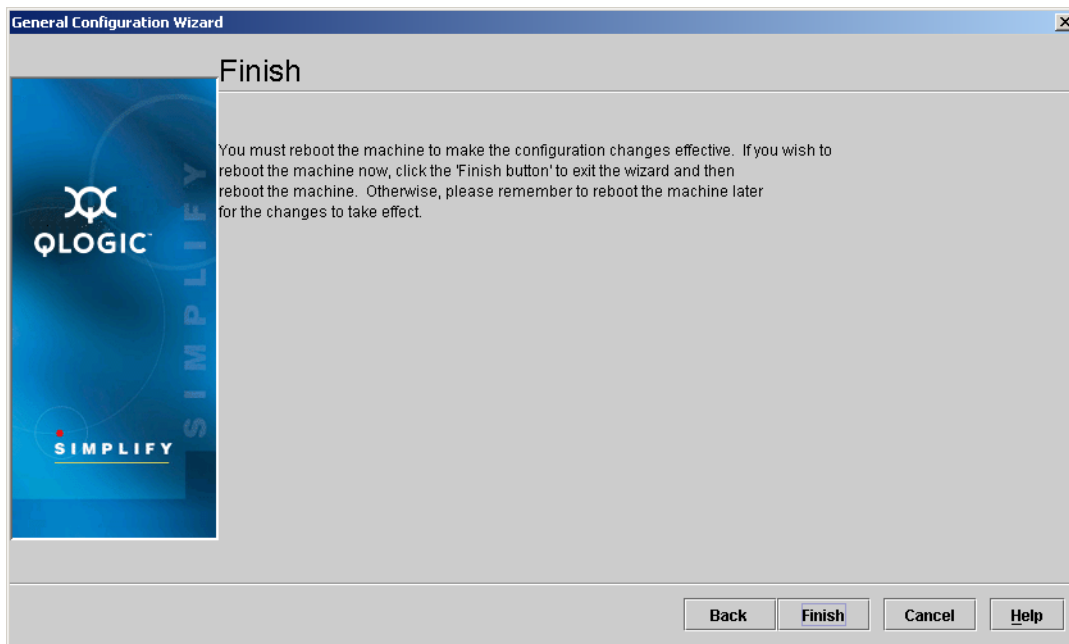 General Configuration Wizard
Finish
You must reboot the machine to make the configuration changes effective.  If you wish to
reboot the machine now, click the 'Finish button' to exit the wizard and then
reboot the machine.  Otherwise, please remember to reboot the machine later
for the changes to take effect.
QLOGIC™
SIMPLIFY
SIMPLIFY
Back
Finish
Cancel
Help